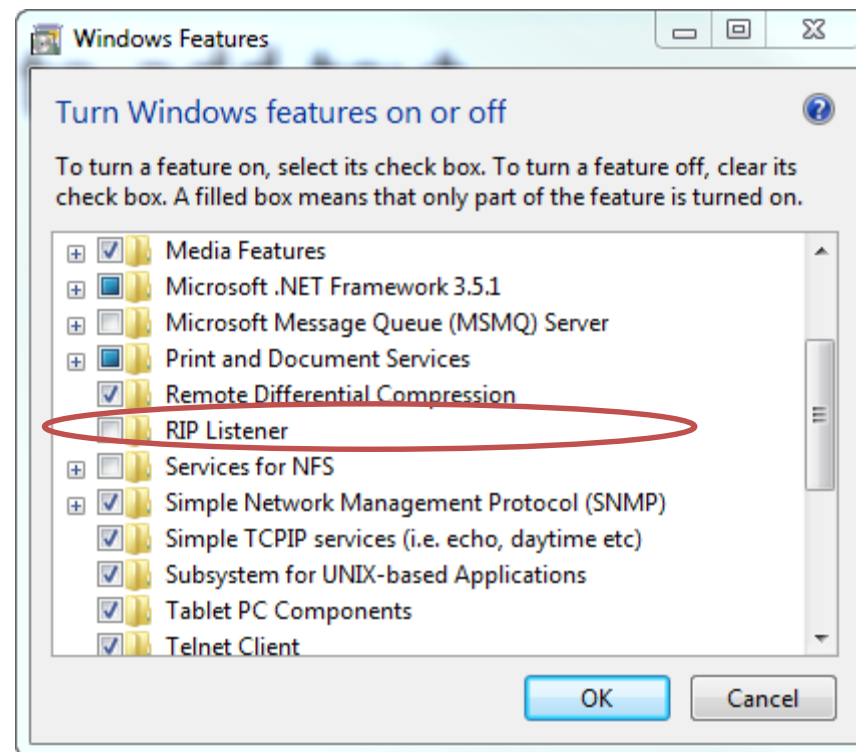 Windows Features
Turn Windows features on or off
To turn a feature on, select its check box. To turn a feature off, clear its
check box. A filled box means that only part of the feature is turned on.
Media Features
Microsoft .NET Framework 3.5.1
Microsoft Message Queue (MSMQ) Server
Print and Document Services
Remote Differential Compression
RIP Listener
Services for NFS
Simple Network Management Protocol (SNMP)
Simple TCPIP services (i.e. echo, daytime etc)
Subsystem for UNIX-based Applications
Tablet PC Components
Telnet Client
OK
Cancel